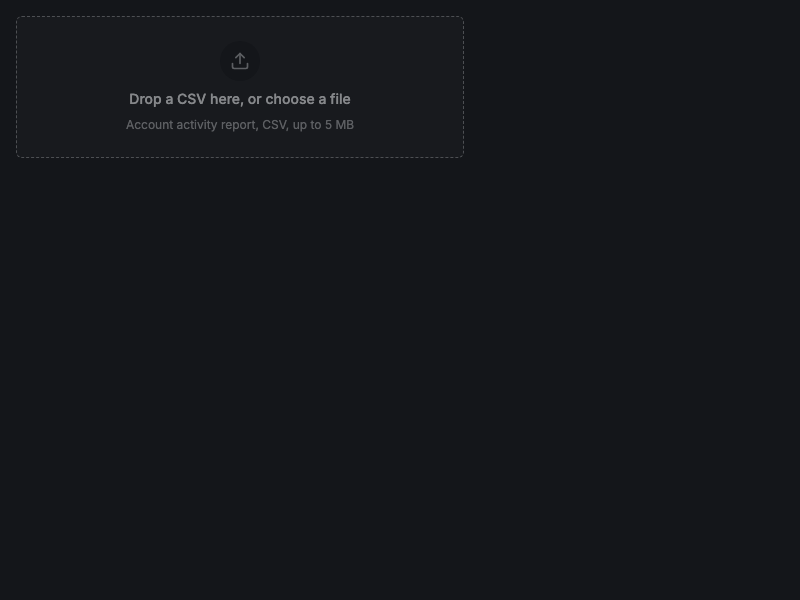 Drop a CSV here, or choose a file
Account activity report, CSV, up to 5 MB